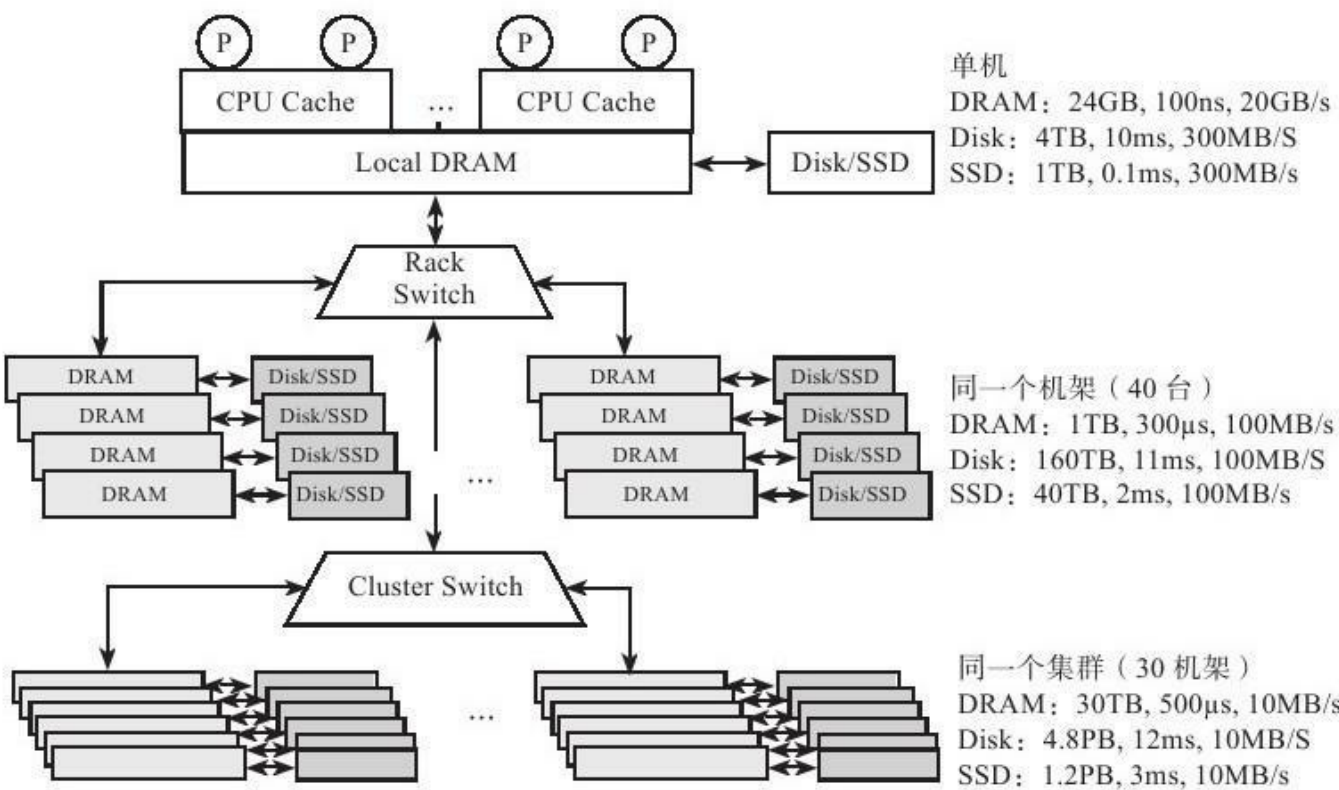 P P P P
CPU Cache ... CPU Cache
Local DRAM
Disk/SSD
单机
DRAM：24GB, 100ns, 20GB/s
Disk：4TB, 10ms, 300MB/S
SSD：1TB, 0.1ms, 300MB/s
Rack
Switch
DRAM Disk/SSD
DRAM Disk/SSD
DRAM Disk/SSD
DRAM Disk/SSD
...
DRAM Disk/SSD
DRAM Disk/SSD
DRAM Disk/SSD
DRAM Disk/SSD
同一个机架（40 台）
DRAM：1TB, 300μs, 100MB/s
Disk：160TB, 11ms, 100MB/S
SSD：40TB, 2ms, 100MB/s
Cluster Switch
...
同一个集群（30 机架）
DRAM：30TB, 500μs, 10MB/s
Disk：4.8PB, 12ms, 10MB/S
SSD：1.2PB, 3ms, 10MB/s